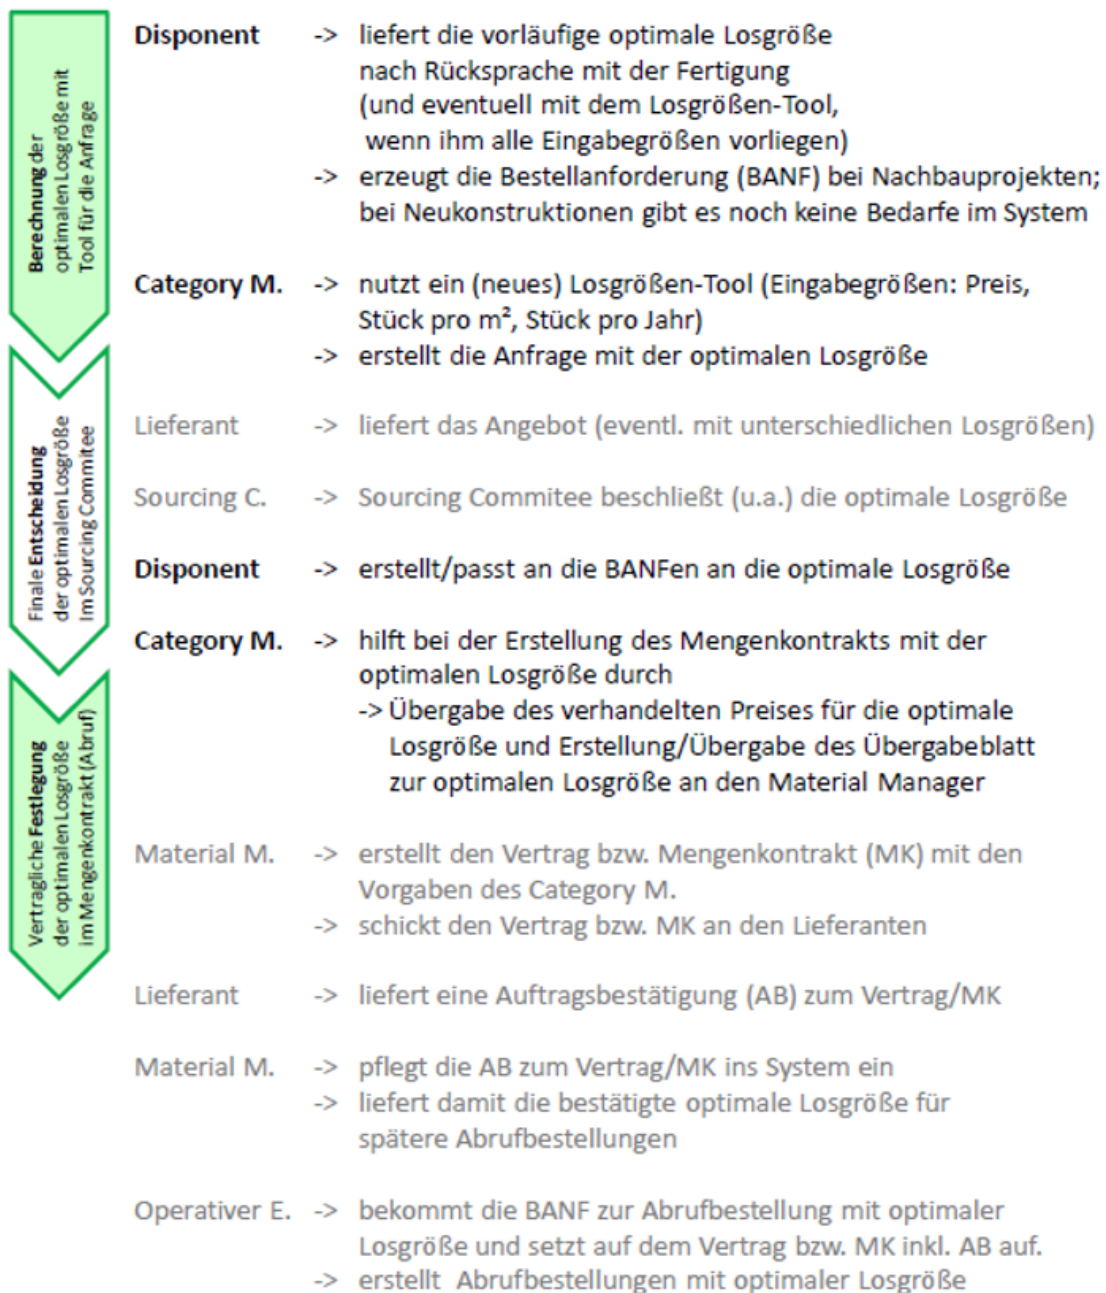 Berechnung der
optimalen Losgröße mit
Tool für die Anfrage
Disponent -> liefert die vorläufige optimale Losgröße
nach Rücksprache mit der Fertigung
(und eventuell mit dem Losgrößen-Tool,
wenn ihm alle Eingabegrößen vorliegen)
-> erzeugt die Bestellanforderung (BANF) bei Nachbauprojekten;
bei Neukonstruktionen gibt es noch keine Bedarfe im System
Category M. -> nutzt ein (neues) Losgrößen-Tool (Eingabegrößen: Preis,
Stück pro m², Stück pro Jahr)
-> erstellt die Anfrage mit der optimalen Losgröße
Finale Entscheidung
der optimalen Losgröße
Im Sourcing Commitee
Lieferant -> liefert das Angebot (eventl. mit unterschiedlichen Losgrößen)
Sourcing C. -> Sourcing Commitee beschließt (u.a.) die optimale Losgröße
Disponent -> erstellt/passt an die BANFen an die optimale Losgröße
Category M. -> hilft bei der Erstellung des Mengenkontrakts mit der
optimalen Losgröße durch
-> Übergabe des verhandelten Preises für die optimale
Losgröße und Erstellung/Übergabe des Übergabeblatt
zur optimalen Losgröße an den Material Manager
Vertragliche Festlegung
der optimalen Losgröße
im Mengenkontrakt (Abruf)
Material M. -> erstellt den Vertrag bzw. Mengenkontrakt (MK) mit den
Vorgaben des Category M.
-> schickt den Vertrag bzw. MK an den Lieferanten
Lieferant -> liefert eine Auftragsbestätigung (AB) zum Vertrag/MK
Material M. -> pflegt die AB zum Vertrag/MK ins System ein
-> liefert damit die bestätigte optimale Losgröße für
spätere Abrufbestellungen
Operativer E. -> bekommt die BANF zur Abrufbestellung mit optimaler
Losgröße und setzt auf dem Vertrag bzw. MK inkl. AB auf.
-> erstellt Abrufbestellungen mit optimaler Losgröße